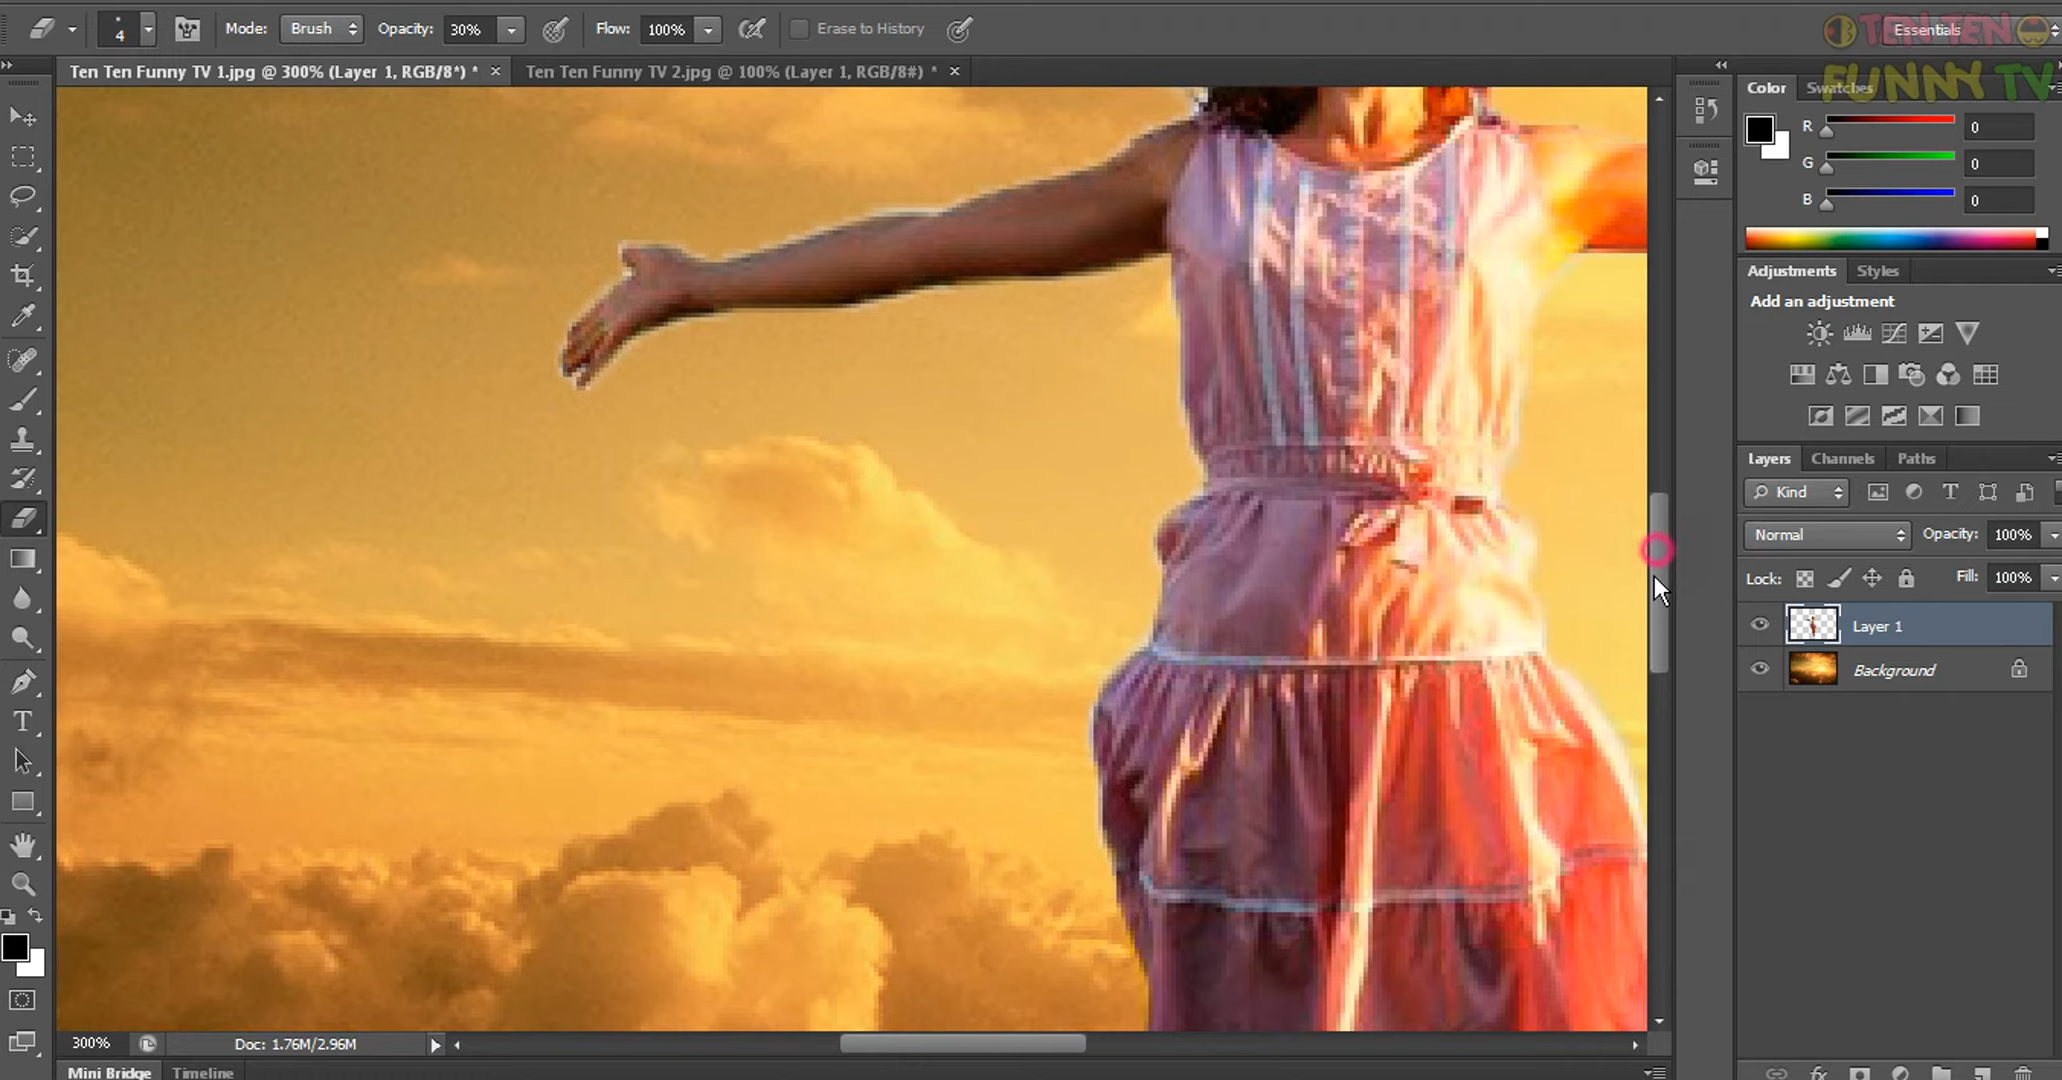 4 Mode: Brush Opacity: 30% Flow: 100% Erase to History Essentials
TEN TEN
FUNNY TV
Ten Ten Funny TV 1.jpg @ 300% (Layer 1, RGB/8*) * × Ten Ten Funny TV 2.jpg @ 100% (Layer 1, RGB/8#) * ×
Color Swatches
R 0
G 0
B 0
Adjustments Styles
Add an adjustment
Layers Channels Paths
Kind
Normal Opacity: 100%
Lock: Fill: 100%
Layer 1
Background
300% Doc: 1.76M/2.96M
Mini Bridge Timeline